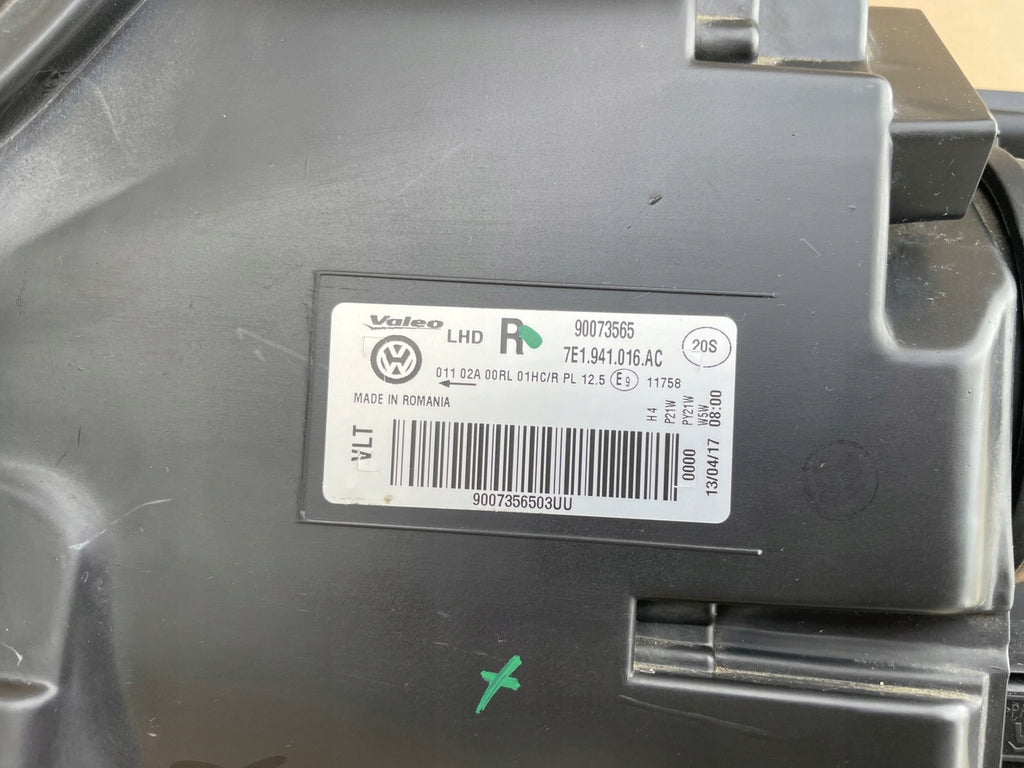 Valeo
LHD R
90073565
7E1.941.016.AC
20S
011 02A 00RL 01HC/R PL 12.5 E9 11758
MADE IN ROMANIA
VLT
H4
P21W
PY21W
W5W
0000
13/04/17 08:00
9007356503UU